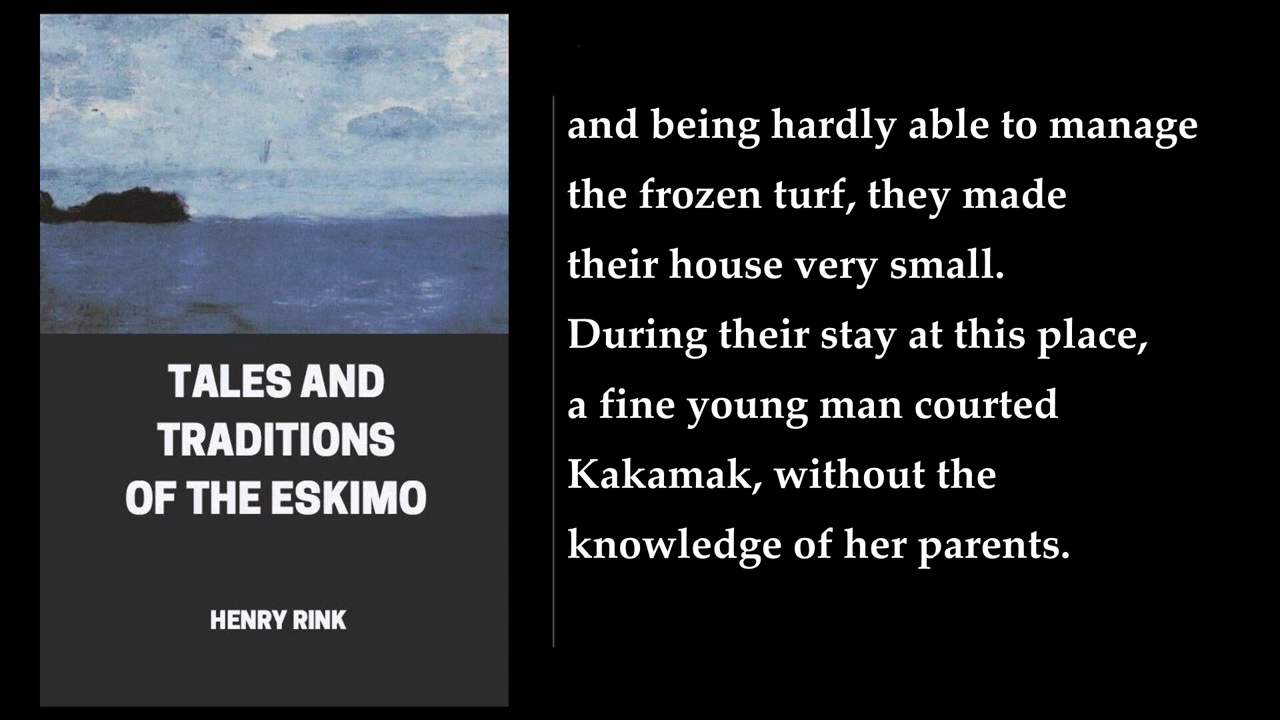 TALES AND
TRADITIONS
OF THE ESKIMO
HENRY RINK
and being hardly able to manage
the frozen turf, they made
their house very small.
During their stay at this place,
a fine young man courted
Kakamak, without the
knowledge of her parents.